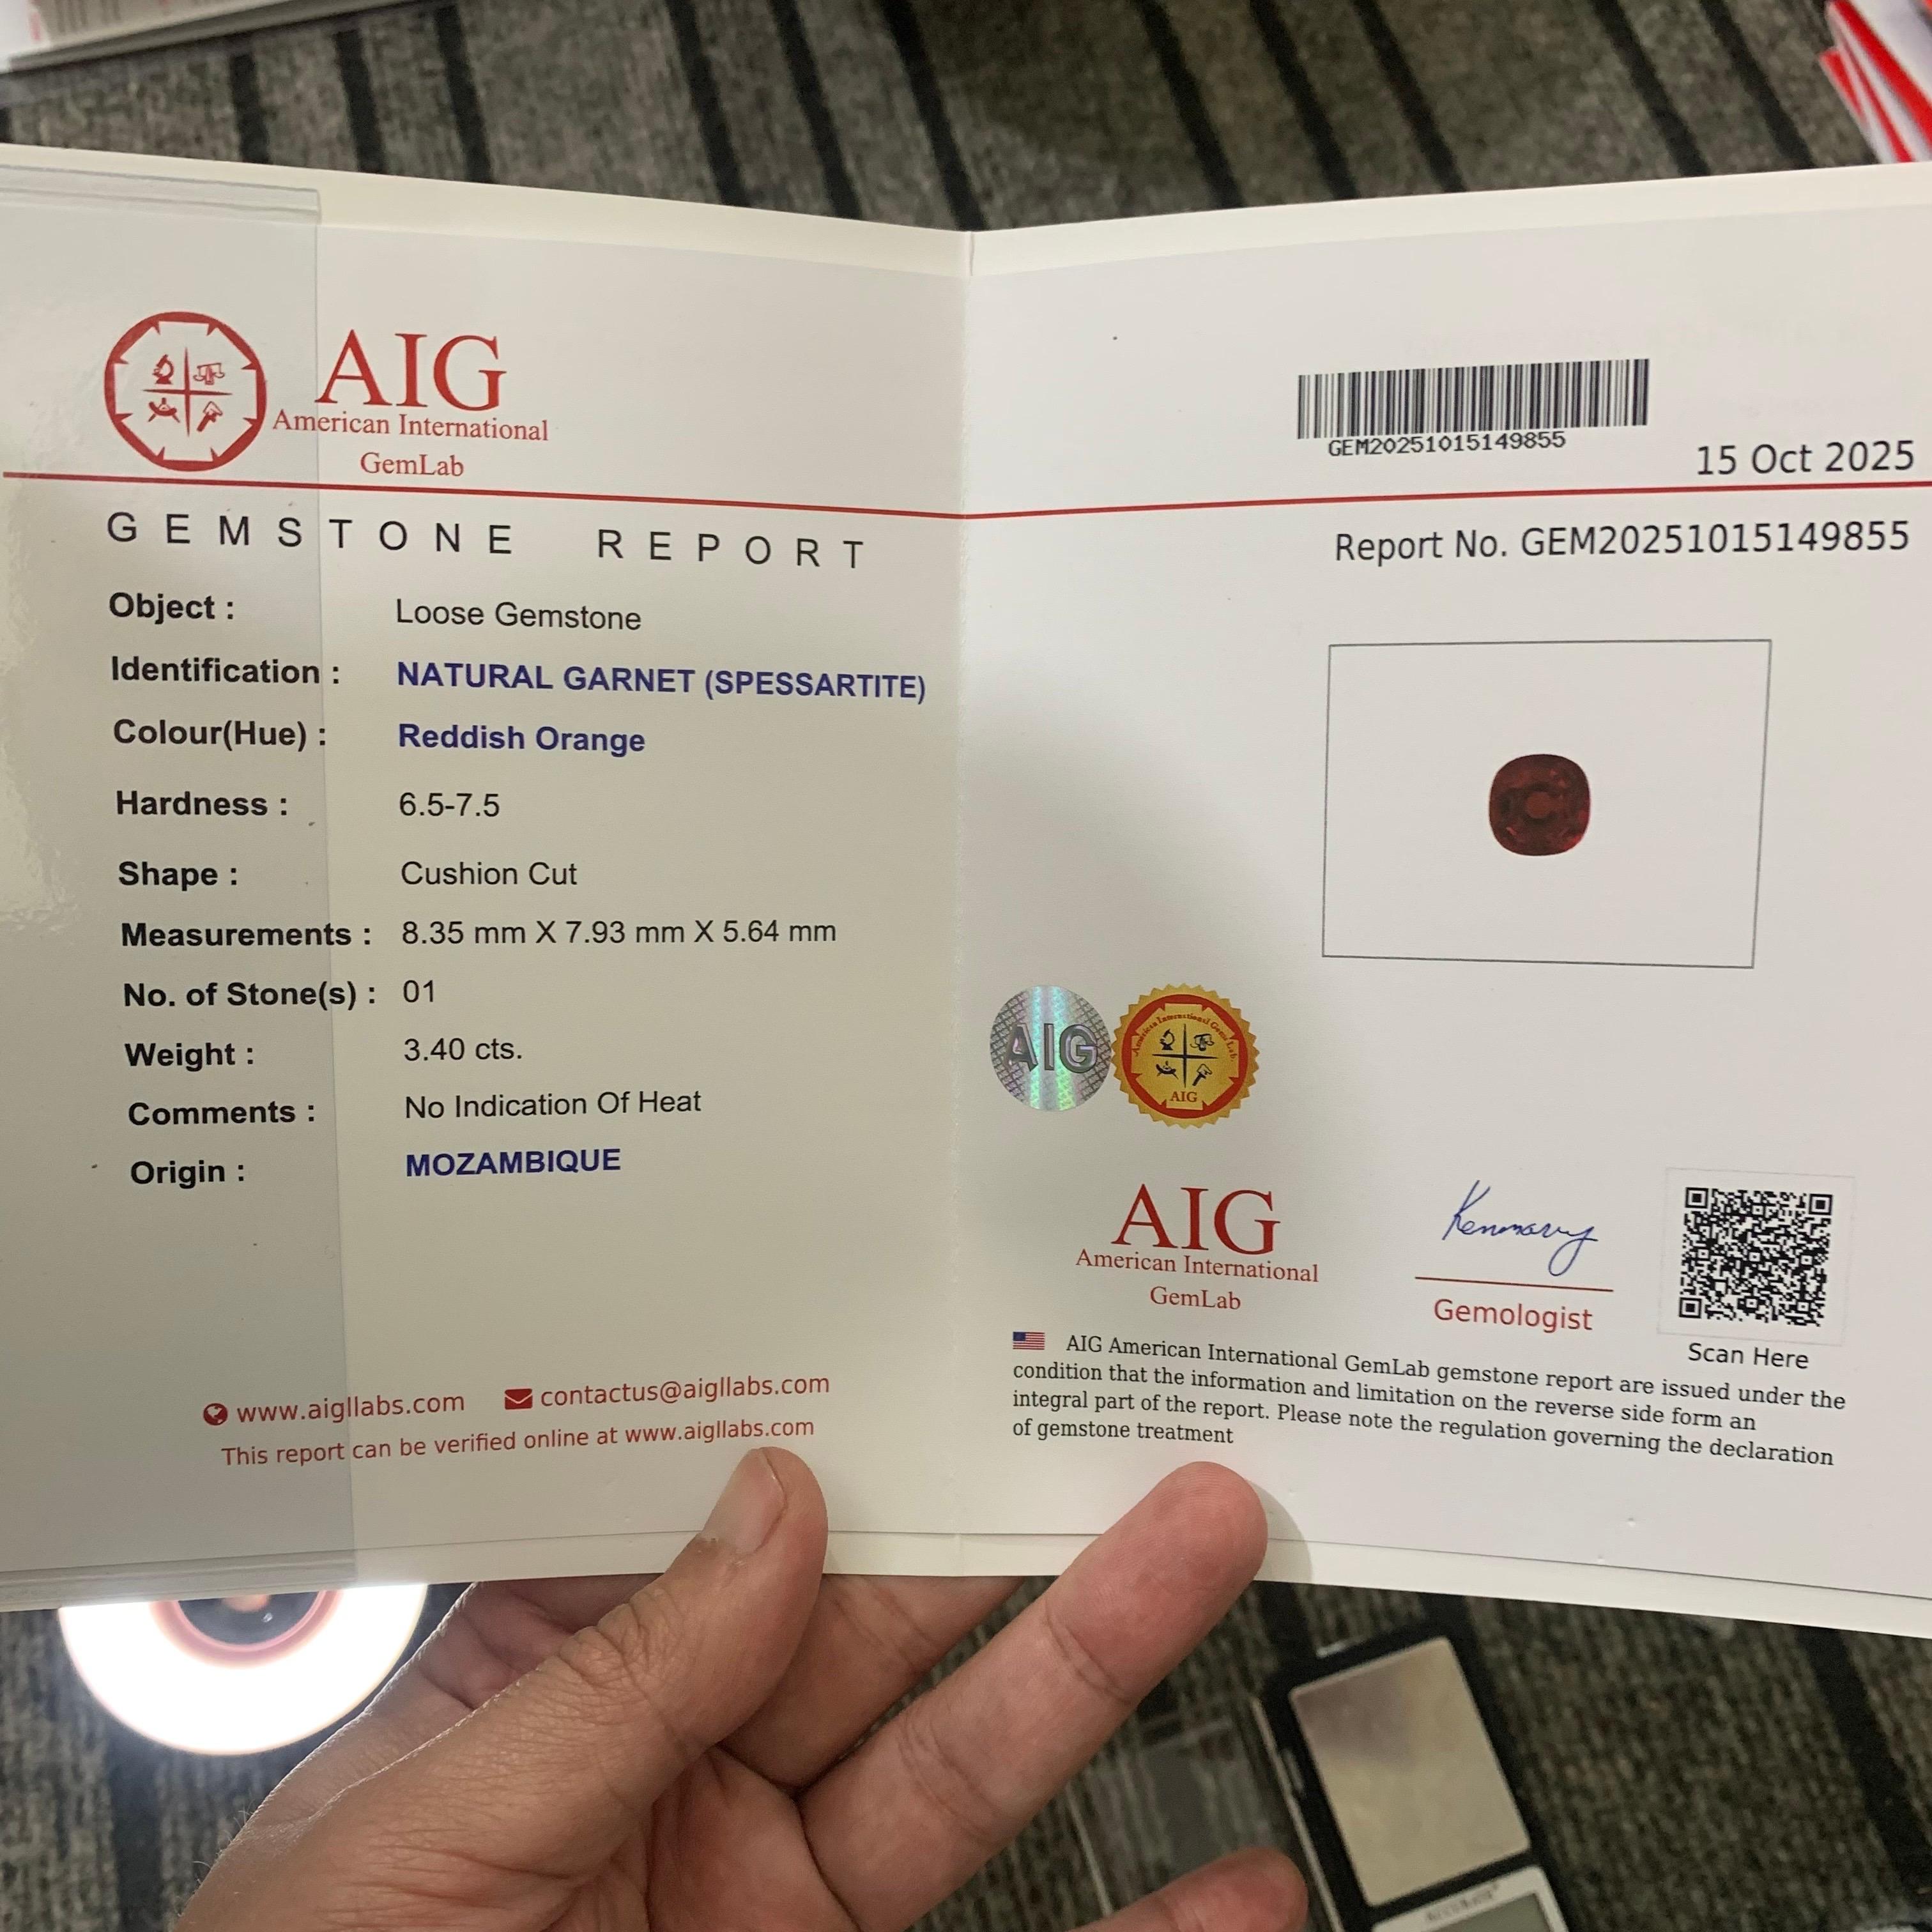 AIG
American International
GemLab
GEMSTONE REPORT
Object : Loose Gemstone
Identification : NATURAL GARNET (SPESSARTITE)
Colour(Hue) : Reddish Orange
Hardness : 6.5-7.5
Shape : Cushion Cut
Measurements : 8.35 mm X 7.93 mm X 5.64 mm
No. of Stone(s) : 01
Weight : 3.40 cts.
Comments : No Indication Of Heat
Origin : MOZAMBIQUE
www.aigllabs.com contactus@aigllabs.com
This report can be verified online at www.aigllabs.com
GEM20251015149855
15 Oct 2025
Report No. GEM20251015149855
AIG
American International Gem Lab.
AIG
AIG
American International
GemLab
Kenmary
Gemologist
Scan Here
AIG American International GemLab gemstone report are issued under the
condition that the information and limitation on the reverse side form an
integral part of the report. Please note the regulation governing the declaration
of gemstone treatment